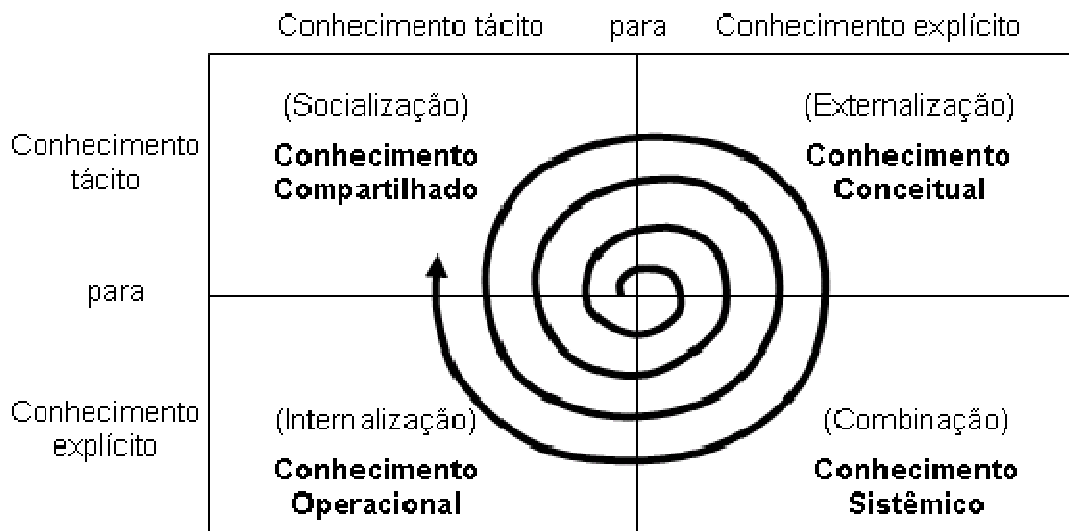 Conhecimento tácito para Conhecimento explícito
(Socialização)
Conhecimento
Compartilhado
(Externalização)
Conhecimento
Conceitual
Conhecimento
tácito
para
Conhecimento
explícito
(Internalização)
Conhecimento
Operacional
(Combinação)
Conhecimento
Sistêmico